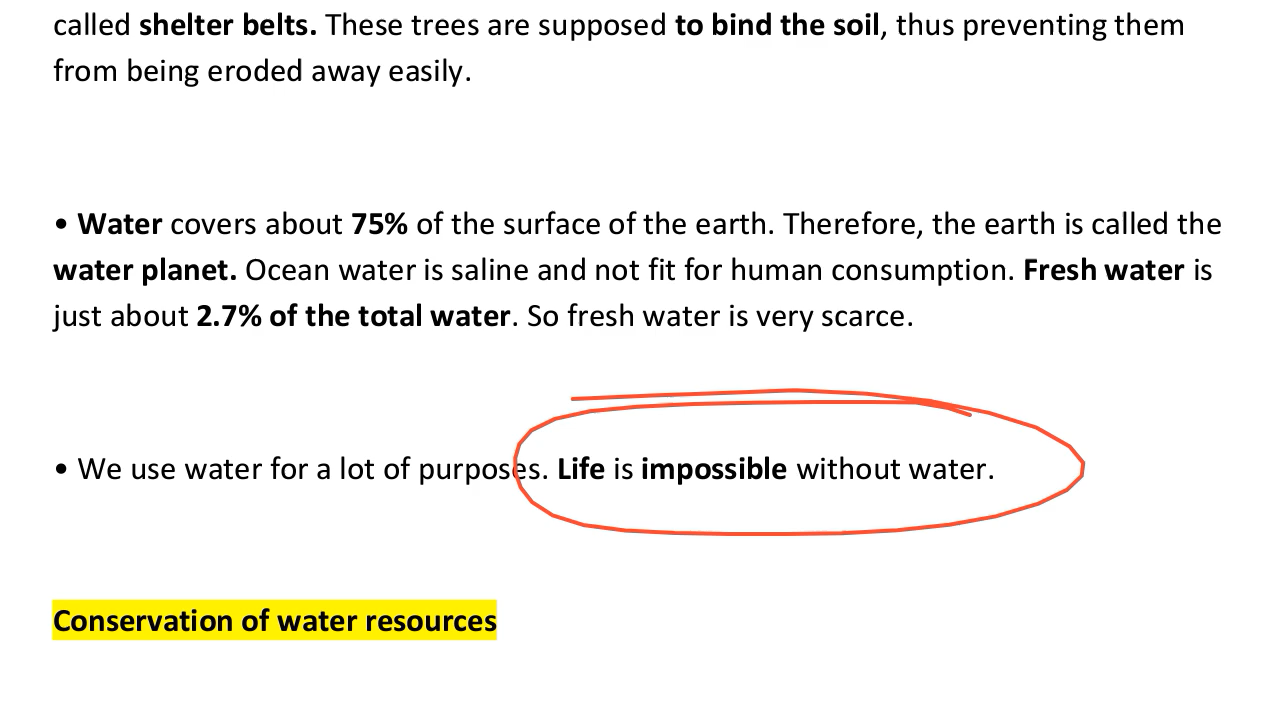 called shelter belts. These trees are supposed to bind the soil, thus preventing them
from being eroded away easily.
• Water covers about 75% of the surface of the earth. Therefore, the earth is called the
water planet. Ocean water is saline and not fit for human consumption. Fresh water is
just about 2.7% of the total water. So fresh water is very scarce.
• We use water for a lot of purposes. Life is impossible without water.
Conservation of water resources